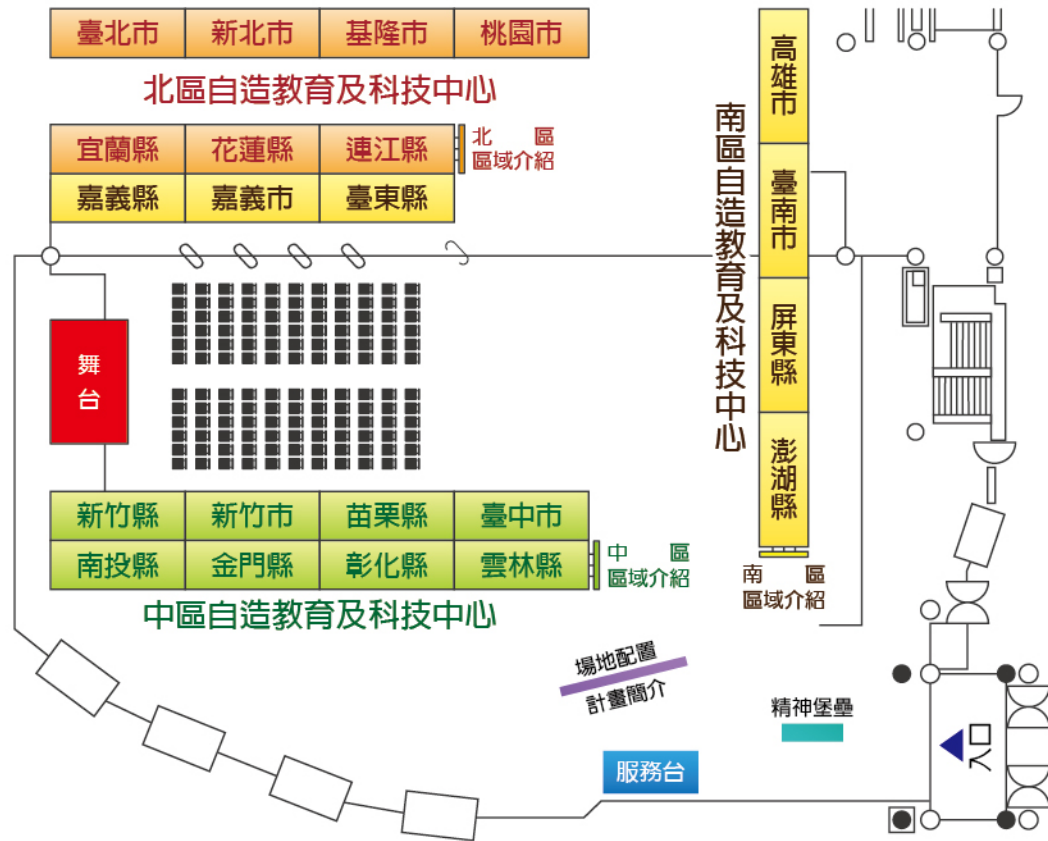 臺北市 新北市 基隆市 桃園市
北區自造教育及科技中心
宜蘭縣 花蓮縣 連江縣
北區
區域介紹
嘉義縣 嘉義市 臺東縣
高雄市
臺南市
屏東縣
澎湖縣
南區自造教育及科技中心
南區
區域介紹
舞台
新竹縣 新竹市 苗栗縣 臺中市
南投縣 金門縣 彰化縣 雲林縣
中區
區域介紹
中區自造教育及科技中心
場地配置
計畫簡介
精神堡壘
服務台
入口